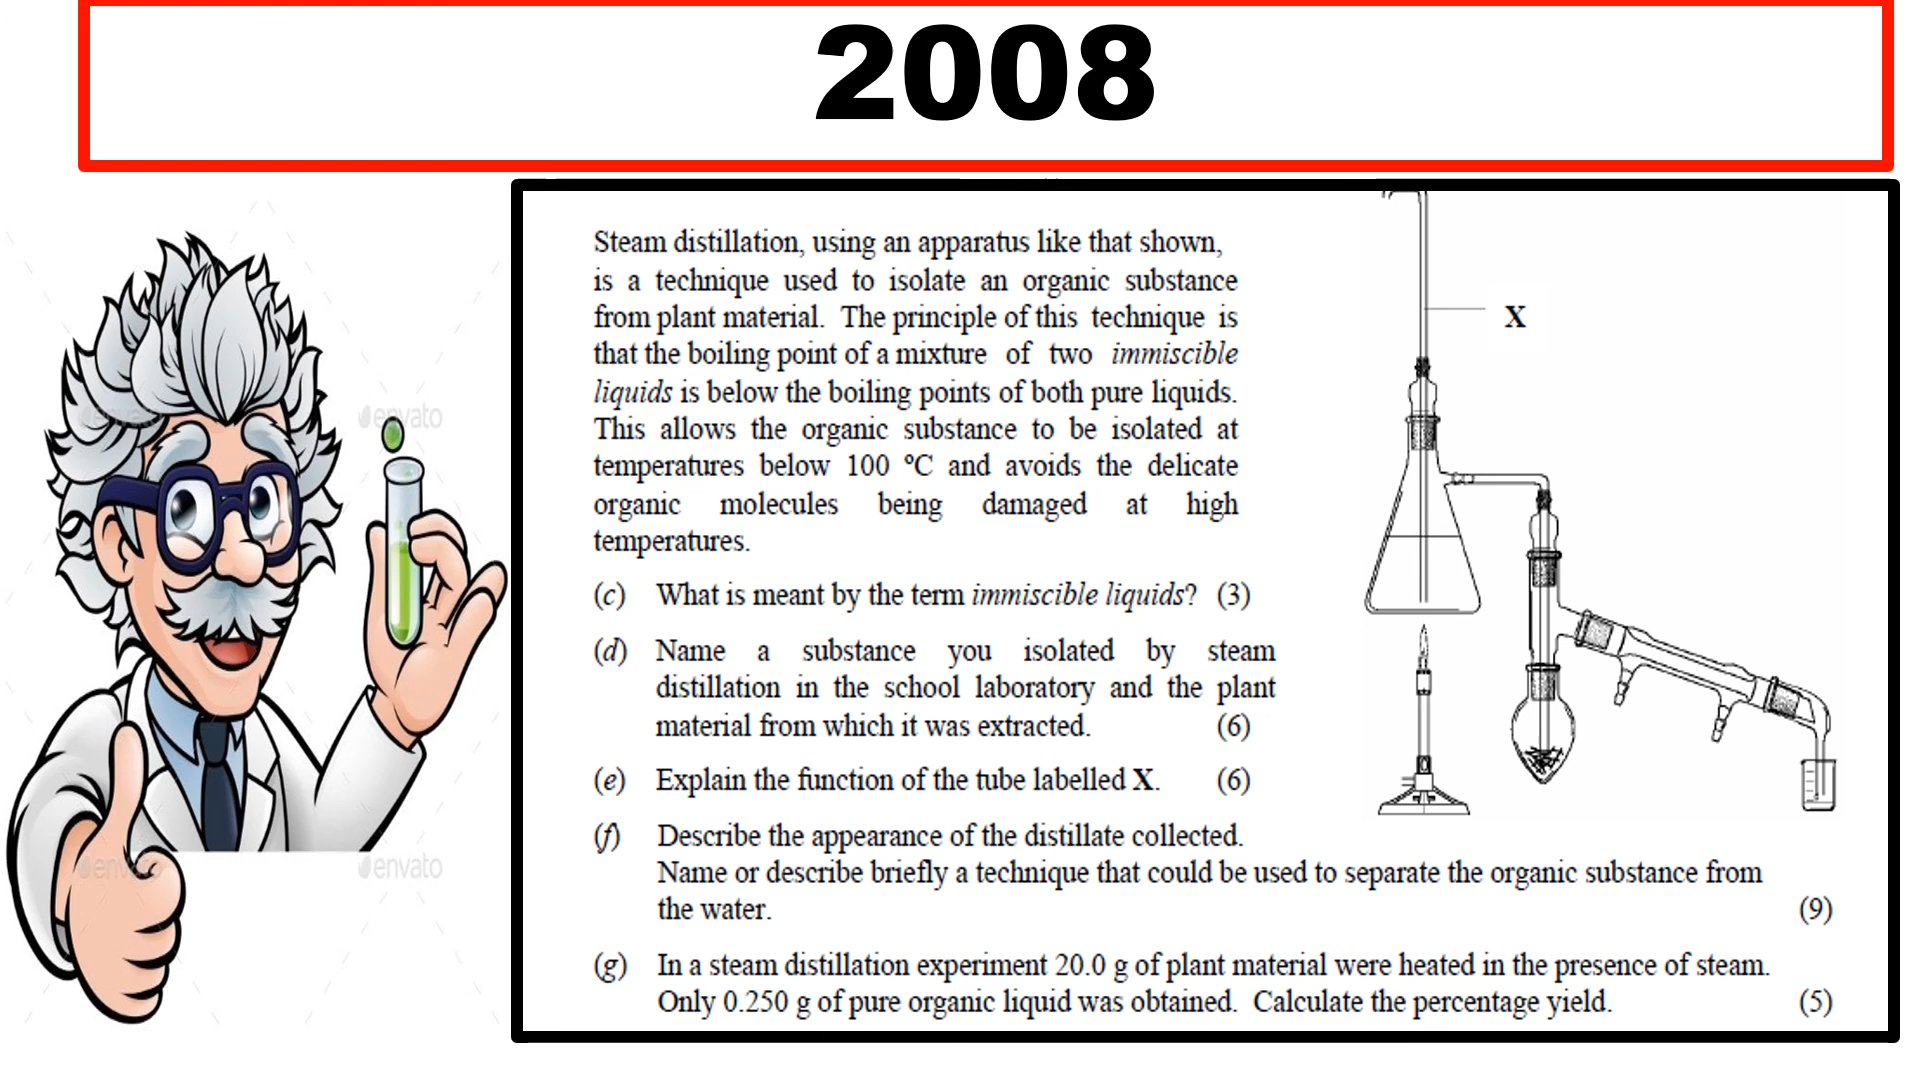 2008
Steam distillation, using an apparatus like that shown,
is a technique used to isolate an organic substance
from plant material. The principle of this technique is
that the boiling point of a mixture of two immiscible
liquids is below the boiling points of both pure liquids.
This allows the organic substance to be isolated at
temperatures below 100 ºC and avoids the delicate
organic molecules being damaged at high
temperatures.
X
(c) What is meant by the term immiscible liquids? (3)
(d) Name a substance you isolated by steam
distillation in the school laboratory and the plant
material from which it was extracted. (6)
(e) Explain the function of the tube labelled X. (6)
(f) Describe the appearance of the distillate collected.
Name or describe briefly a technique that could be used to separate the organic substance from
the water. (9)
(g) In a steam distillation experiment 20.0 g of plant material were heated in the presence of steam.
Only 0.250 g of pure organic liquid was obtained. Calculate the percentage yield. (5)
envato
envato
envato
envato